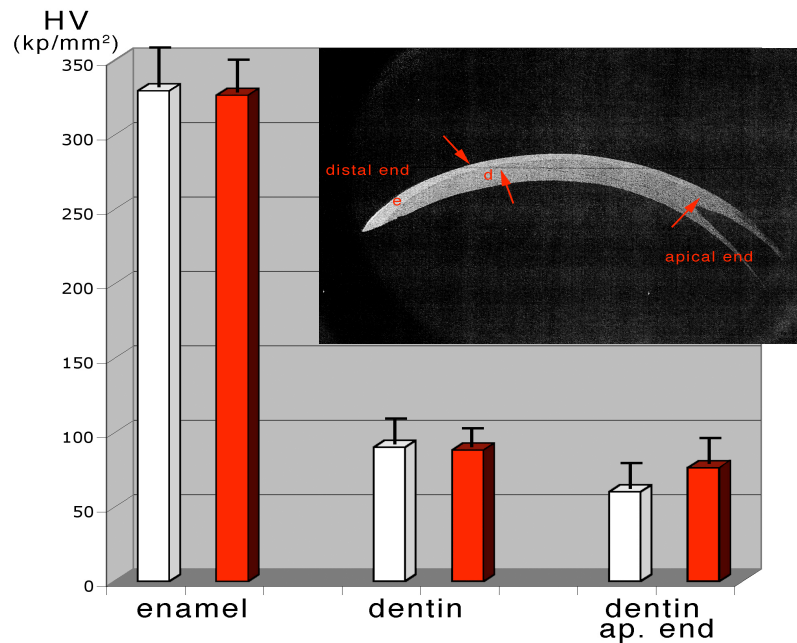 HV
(kp/mm²)
350
300
250
200
150
100
50
0
distal end
d
e
apical end
enamel
dentin
dentin
ap. end